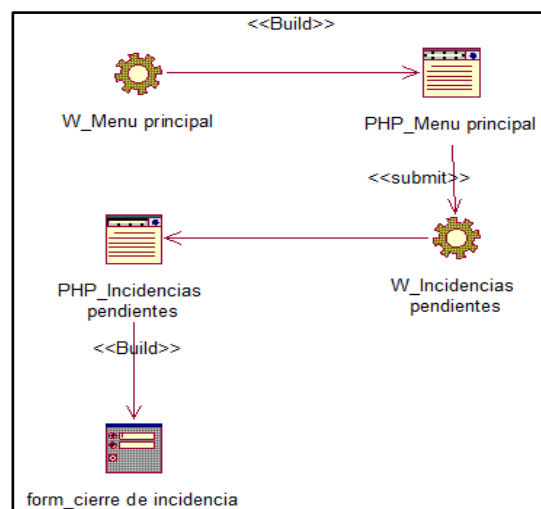 <<Build>>
W_Menu principal
PHP_Menu principal
<<submit>>
PHP_Incidencias
pendientes
W_Incidencias
pendientes
<<Build>>
form_cierre de incidencia